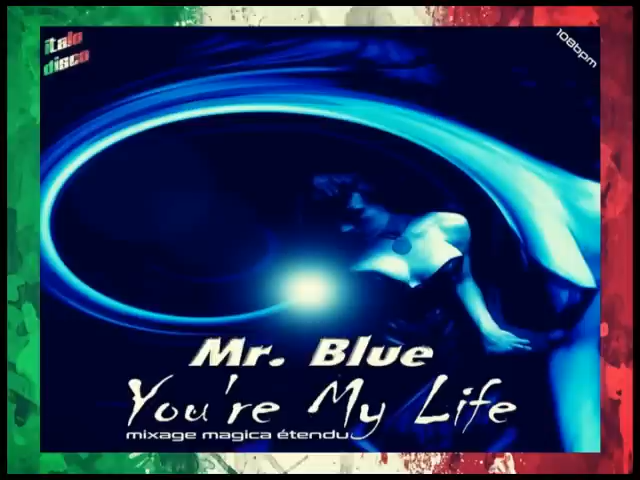 italo
disco
108bpm
Mr. Blue
You're My Life
mixage magica étendu